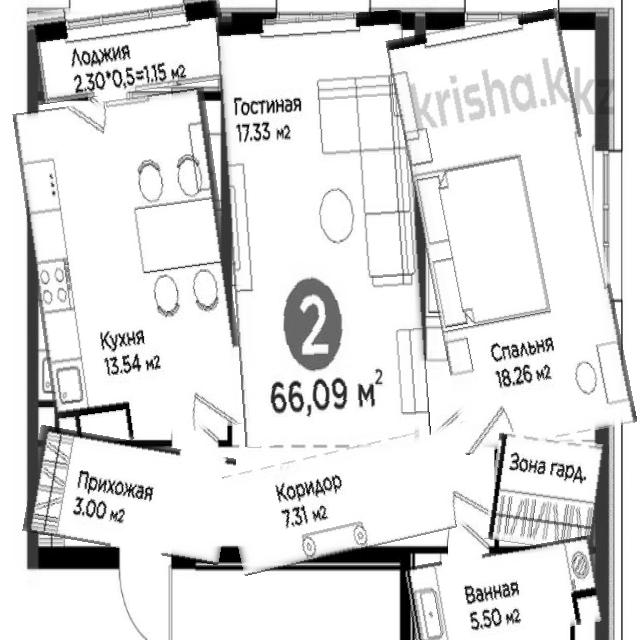 Лоджия
2.30*0,5=1.15 м2
Гостиная
17.33 м2
krisha.k
kz
Кухня
13.54 м2
2
66,09 м2
Спальня
18.26 м2
Прихожая
3.00 м2
Коридор
7.31 м2
Зона гард.
Ванная
5.50 м2